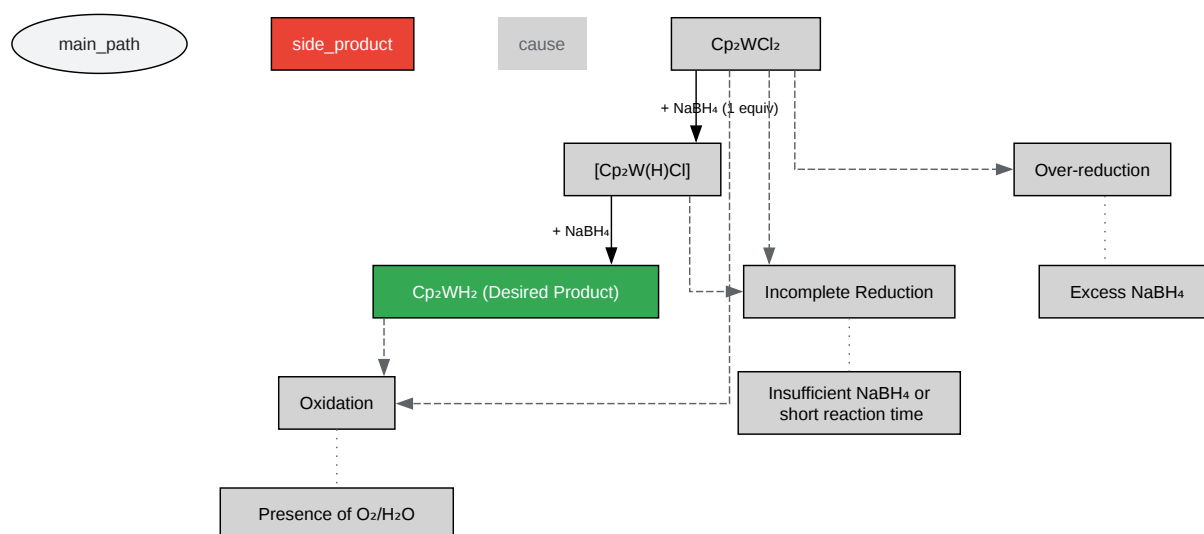 main_path
side_product
cause
Cp₂WCl₂
+ NaBH₄ (1 equiv)
[Cp₂W(H)Cl]
Over-reduction
+ NaBH₄
Cp₂WH₂ (Desired Product)
Incomplete Reduction
Excess NaBH₄
Oxidation
Insufficient NaBH₄ or
short reaction time
Presence of O₂/H₂O